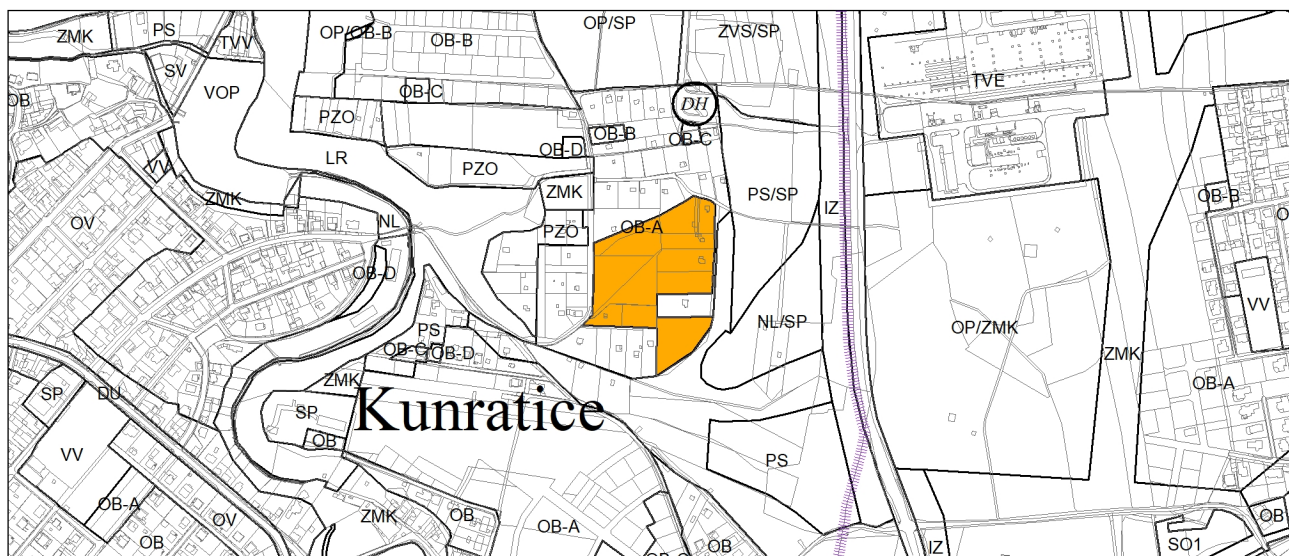 ZMK
PS
TVV
OP/OB-B
OB-B
OP/SP
ZVS/SP
SV
VOP
OB-C
TVE
OB
PZO
DH
OB-B
OB-C
OB-D
LR
PZO
VV
ZMK
ZMK
PS/SP
OB-B
OV
IZ
NL
PZO
OB-A
OB-D
VV
PS
NL/SP
OP/ZMK
OB-C
OB-D
ZMK
ZMK
OB-A
SP
DU
Kunratice
SP
OB
VV
PS
OB-A
OV
ZMK
OB
OB-A
OB
OB
SO1
OB
IZ